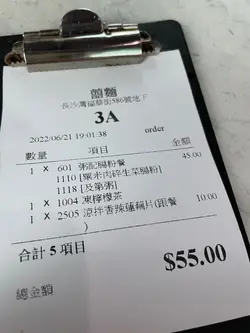 囍麵
長沙灣福華街586號地下
3A
2022/06/21 19:01:38 order
數量 項目 金額
1 X 601 粥配腸粉餐 45.00
1110 [粟米肉碎生菜腸粉]
1118 [及第粥]
1 X 1004 凍檸檬茶
1 X 2505 涼拌香辣蓮藕片(跟餐 10.00
)
合計 5 項目
$55.00
總金額